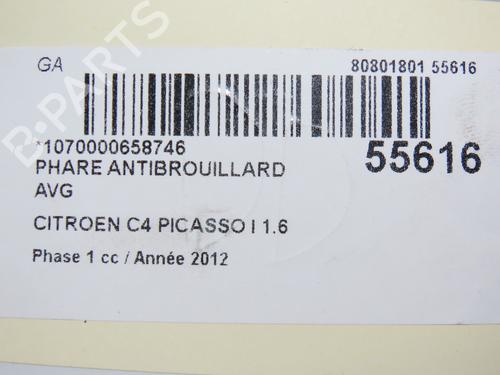 GA
80801801 55616
*1070000658746
55616
PHARE ANTIBROUILLARD
AVG
CITROEN C4 PICASSO I 1.6
Phase 1 cc / Année 2012
B-PARTS